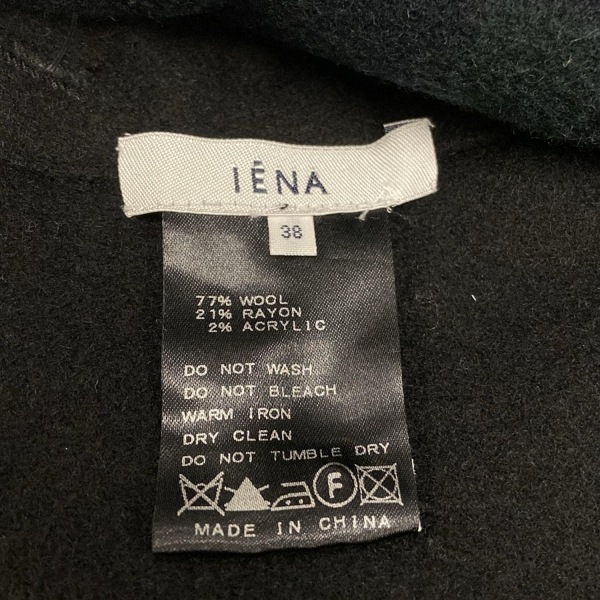 IÉNA
38
77% WOOL
21% RAYON
2% ACRYLIC
DO NOT WASH
DO NOT BLEACH
WARM IRON
DRY CLEAN
DO NOT TUMBLE DRY
F
MADE IN CHINA